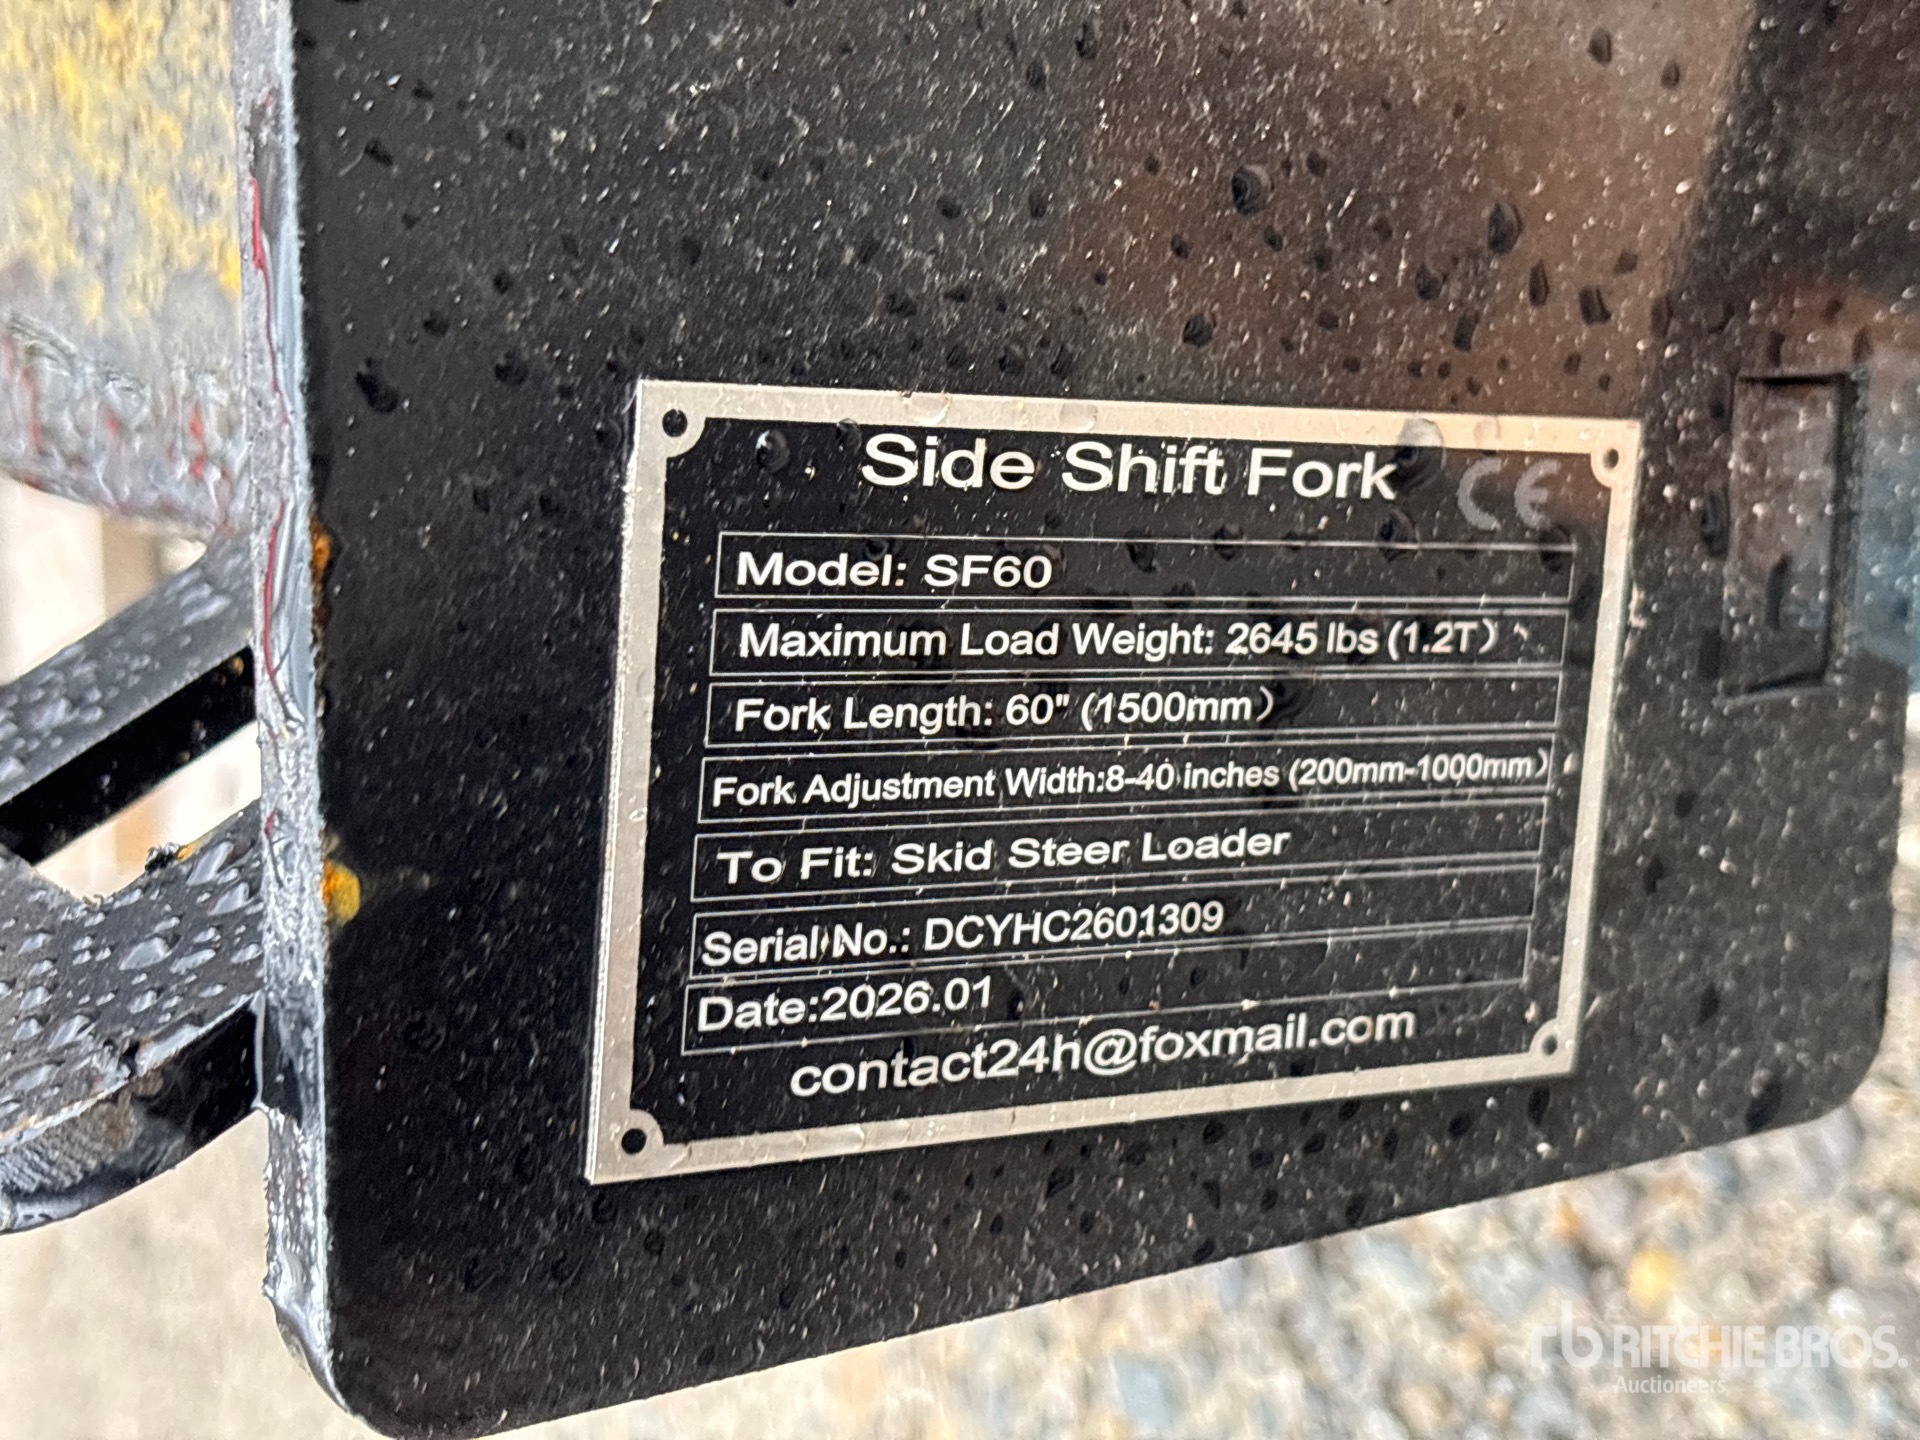 Side Shift Fork CE
Model: SF60
Maximum Load Weight: 2645 lbs (1.2T)
Fork Length: 60" (1500mm)
Fork Adjustment Width:8-40 inches (200mm-1000mm)
To Fit: Skid Steer Loader
Serial No.: DCYHC2601309
Date:2026.01
contact24h@foxmail.com
rb RITCHIE BROS.
Auctioneers